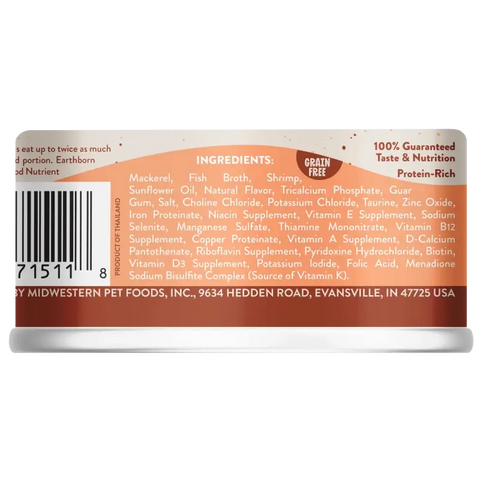 s eat up to twice as much
d portion. Earthborn
od Nutrient
71511 8
PRODUCT OF THAILAND
INGREDIENTS:
GRAIN
FREE
Mackerel, Fish Broth, Shrimp,
Sunflower Oil, Natural Flavor, Tricalcium Phosphate, Guar
Gum, Salt, Choline Chloride, Potassium Chloride, Taurine, Zinc Oxide,
Iron Proteinate, Niacin Supplement, Vitamin E Supplement, Sodium
Selenite, Manganese Sulfate, Thiamine Mononitrate, Vitamin B12
Supplement, Copper Proteinate, Vitamin A Supplement, D-Calcium
Pantothenate, Riboflavin Supplement, Pyridoxine Hydrochloride, Biotin,
Vitamin D3 Supplement, Potassium Iodide, Folic Acid, Menadione
Sodium Bisulfite Complex (Source of Vitamin K).
100% Guaranteed
Taste & Nutrition
Protein-Rich
BY MIDWESTERN PET FOODS, INC., 9634 HEDDEN ROAD, EVANSVILLE, IN 47725 USA